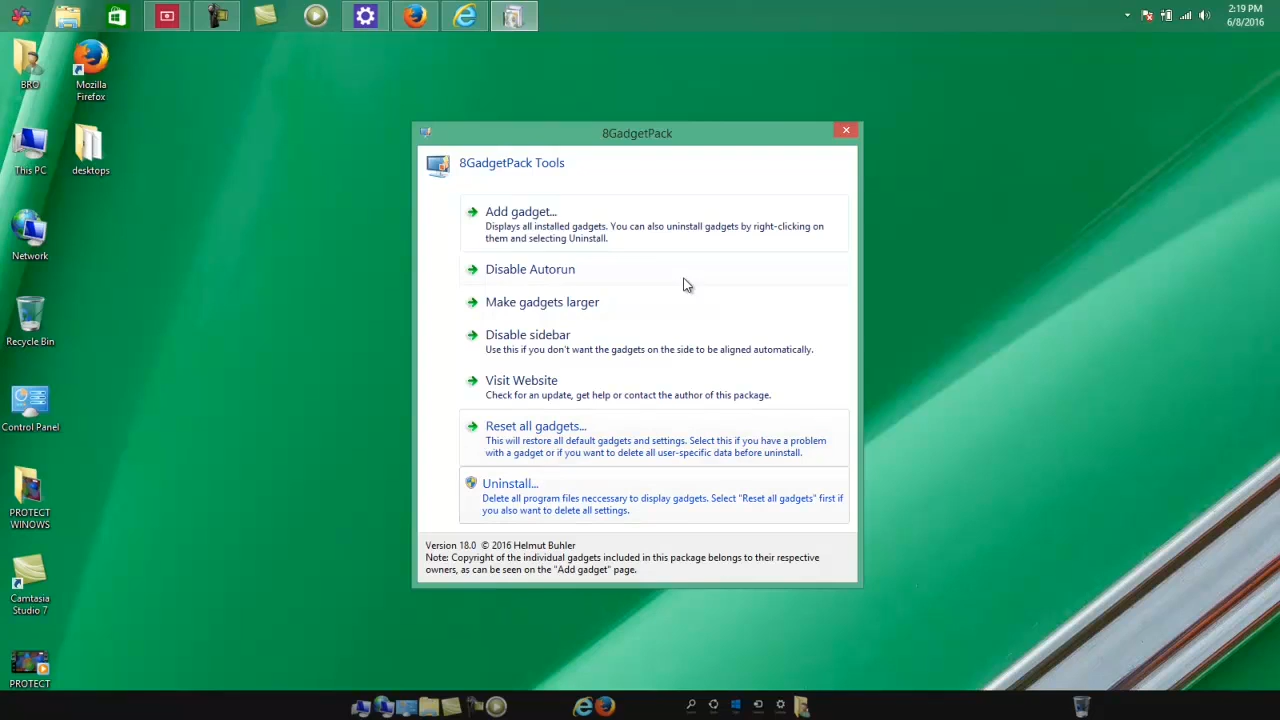 2:19 PM
6/8/2016
BRO
Mozilla
Firefox
This PC
desktops
Network
Recycle Bin
Control Panel
PROTECT
WINOWS
Camtasia
Studio 7
PROTECT
8GadgetPack
8GadgetPack Tools
Add gadget...
Displays all installed gadgets. You can also uninstall gadgets by right-clicking on
them and selecting Uninstall.
Disable Autorun
Make gadgets larger
Disable sidebar
Use this if you don't want the gadgets on the side to be aligned automatically.
Visit Website
Check for an update, get help or contact the author of this package.
Reset all gadgets...
This will restore all default gadgets and settings. Select this if you have a problem
with a gadget or if you want to delete all user-specific data before uninstall.
Uninstall...
Delete all program files neccessary to display gadgets. Select "Reset all gadgets" first if
you also want to delete all settings.
Version 18.0 © 2016 Helmut Buhler
Note: Copyright of the individual gadgets included in this package belongs to their respective
owners, as can be seen on the "Add gadget" page.